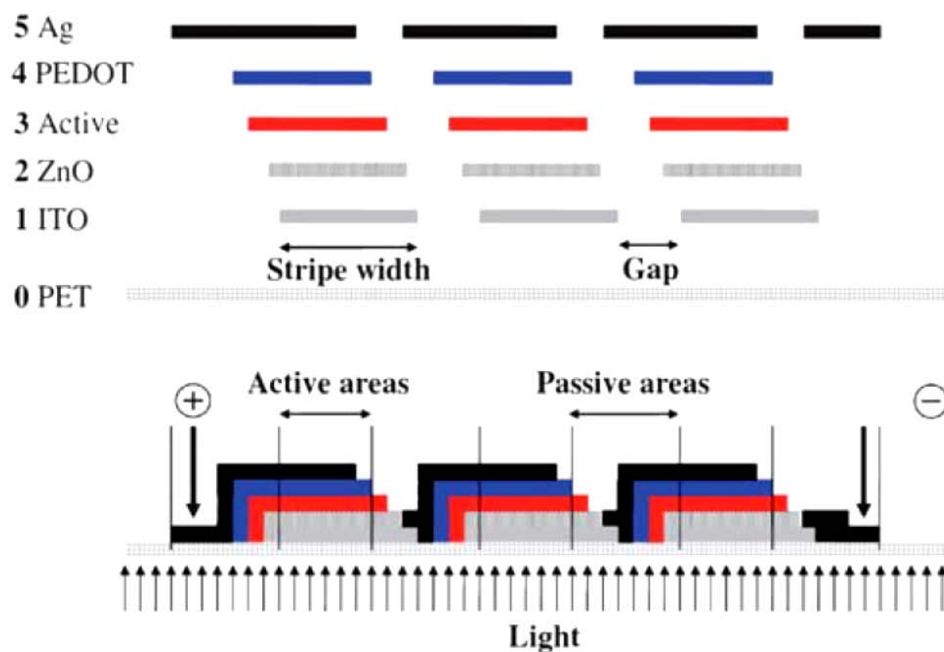 5 Ag
4 PEDOT
3 Active
2 ZnO
1 ITO
Stripe width
Gap
0 PET
Active areas
Passive areas
+
−
Light